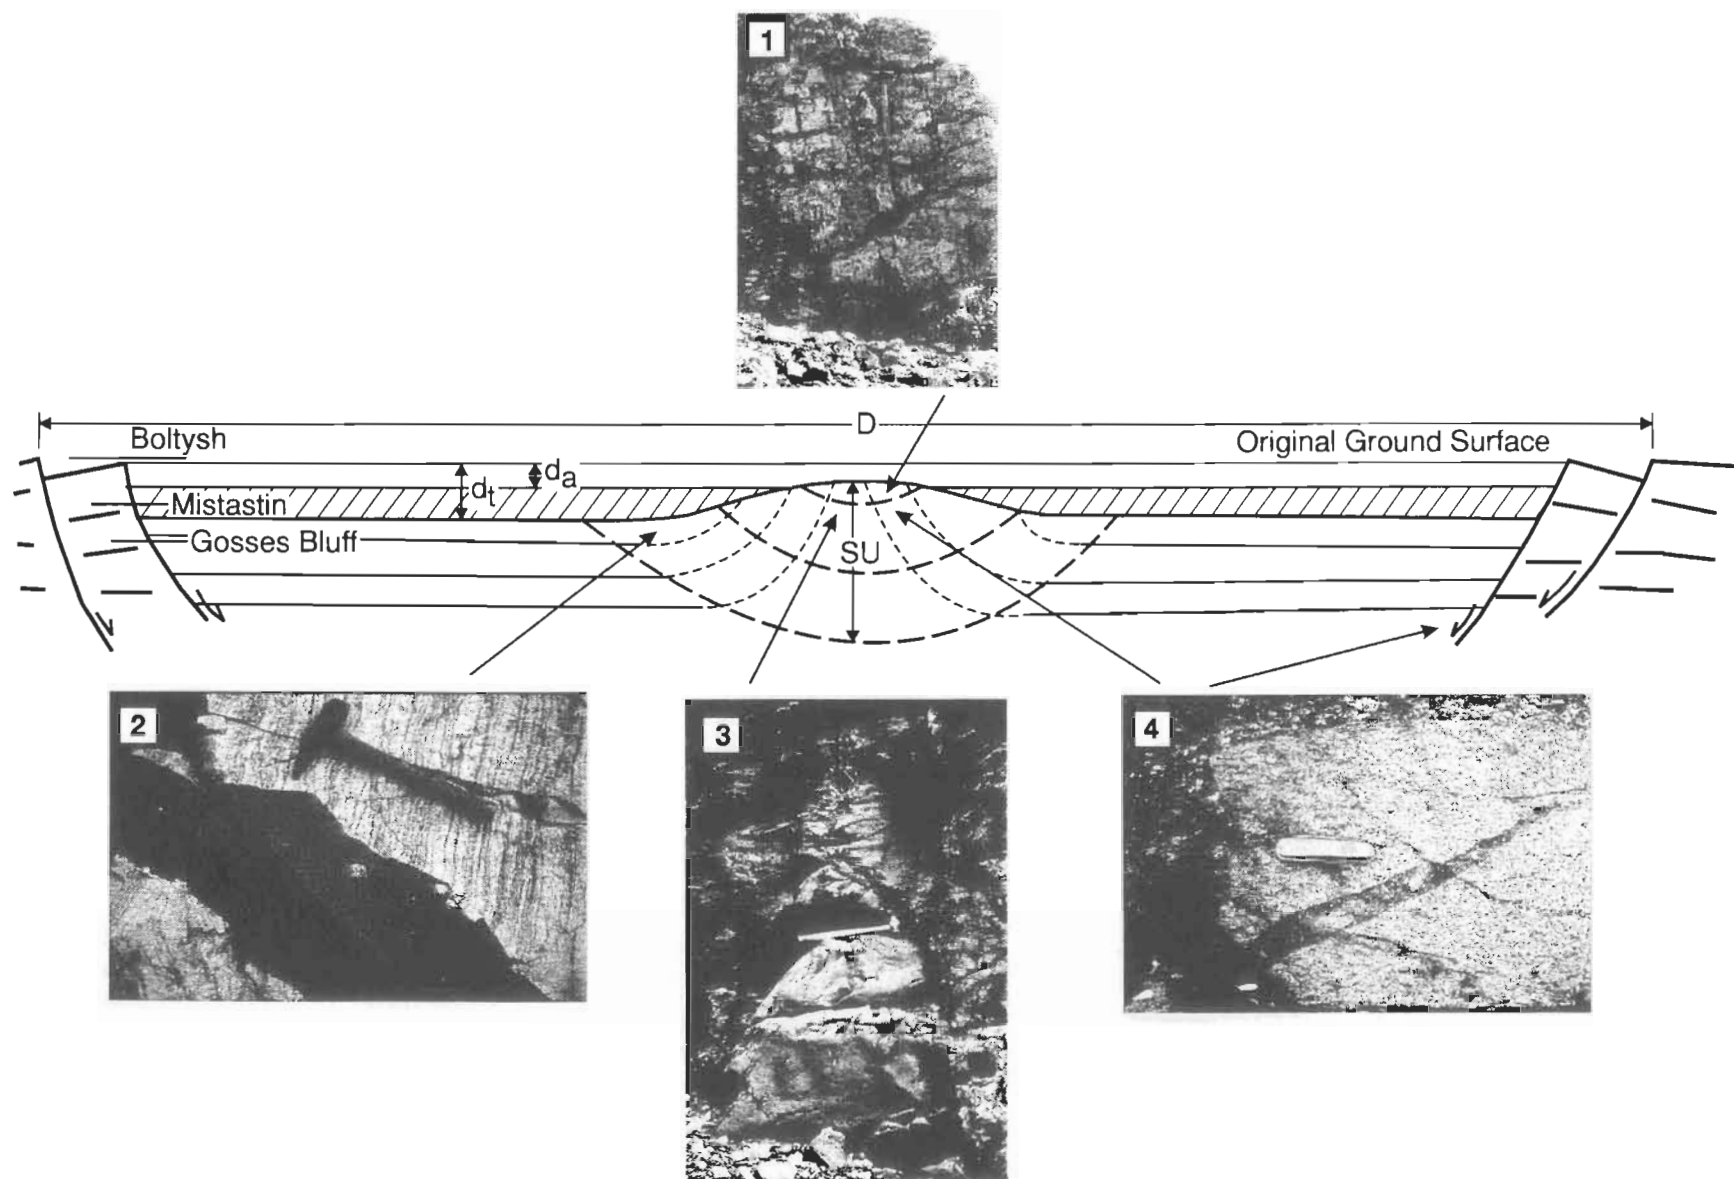 1
D
Boltysh
Original Ground Surface
da
dt
Mistastin
Gosses Bluff
SU
2
3
4